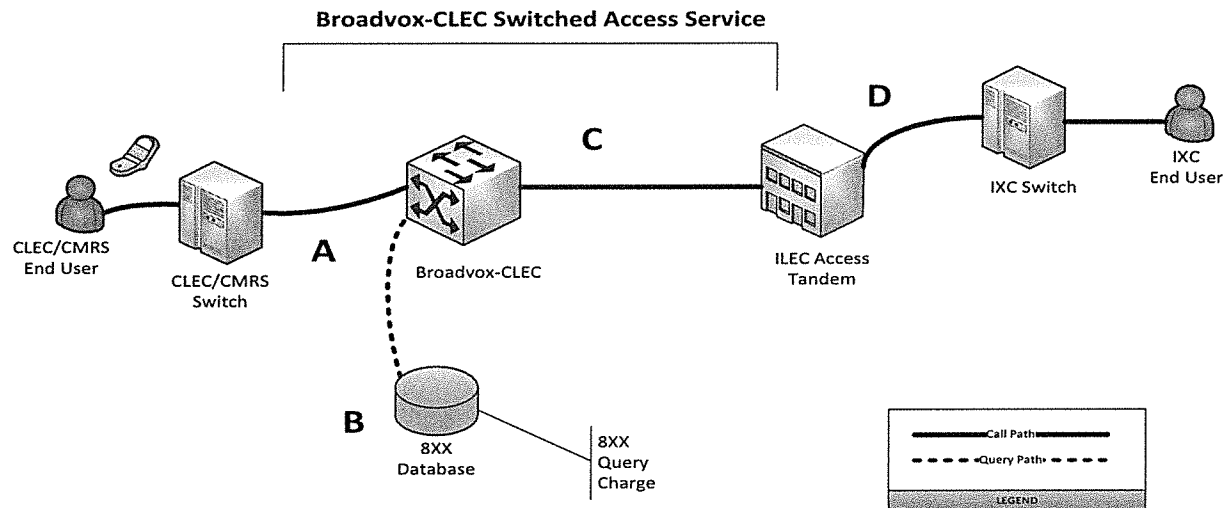 Broadvox-CLEC Switched Access Service
D
C
A
B
CLEC/CMRS
End User
CLEC/CMRS
Switch
Broadvox-CLEC
ILEC Access
Tandem
IXC Switch
IXC
End User
8XX
Database
8XX
Query
Charge
Call Path
Query Path
LEGEND